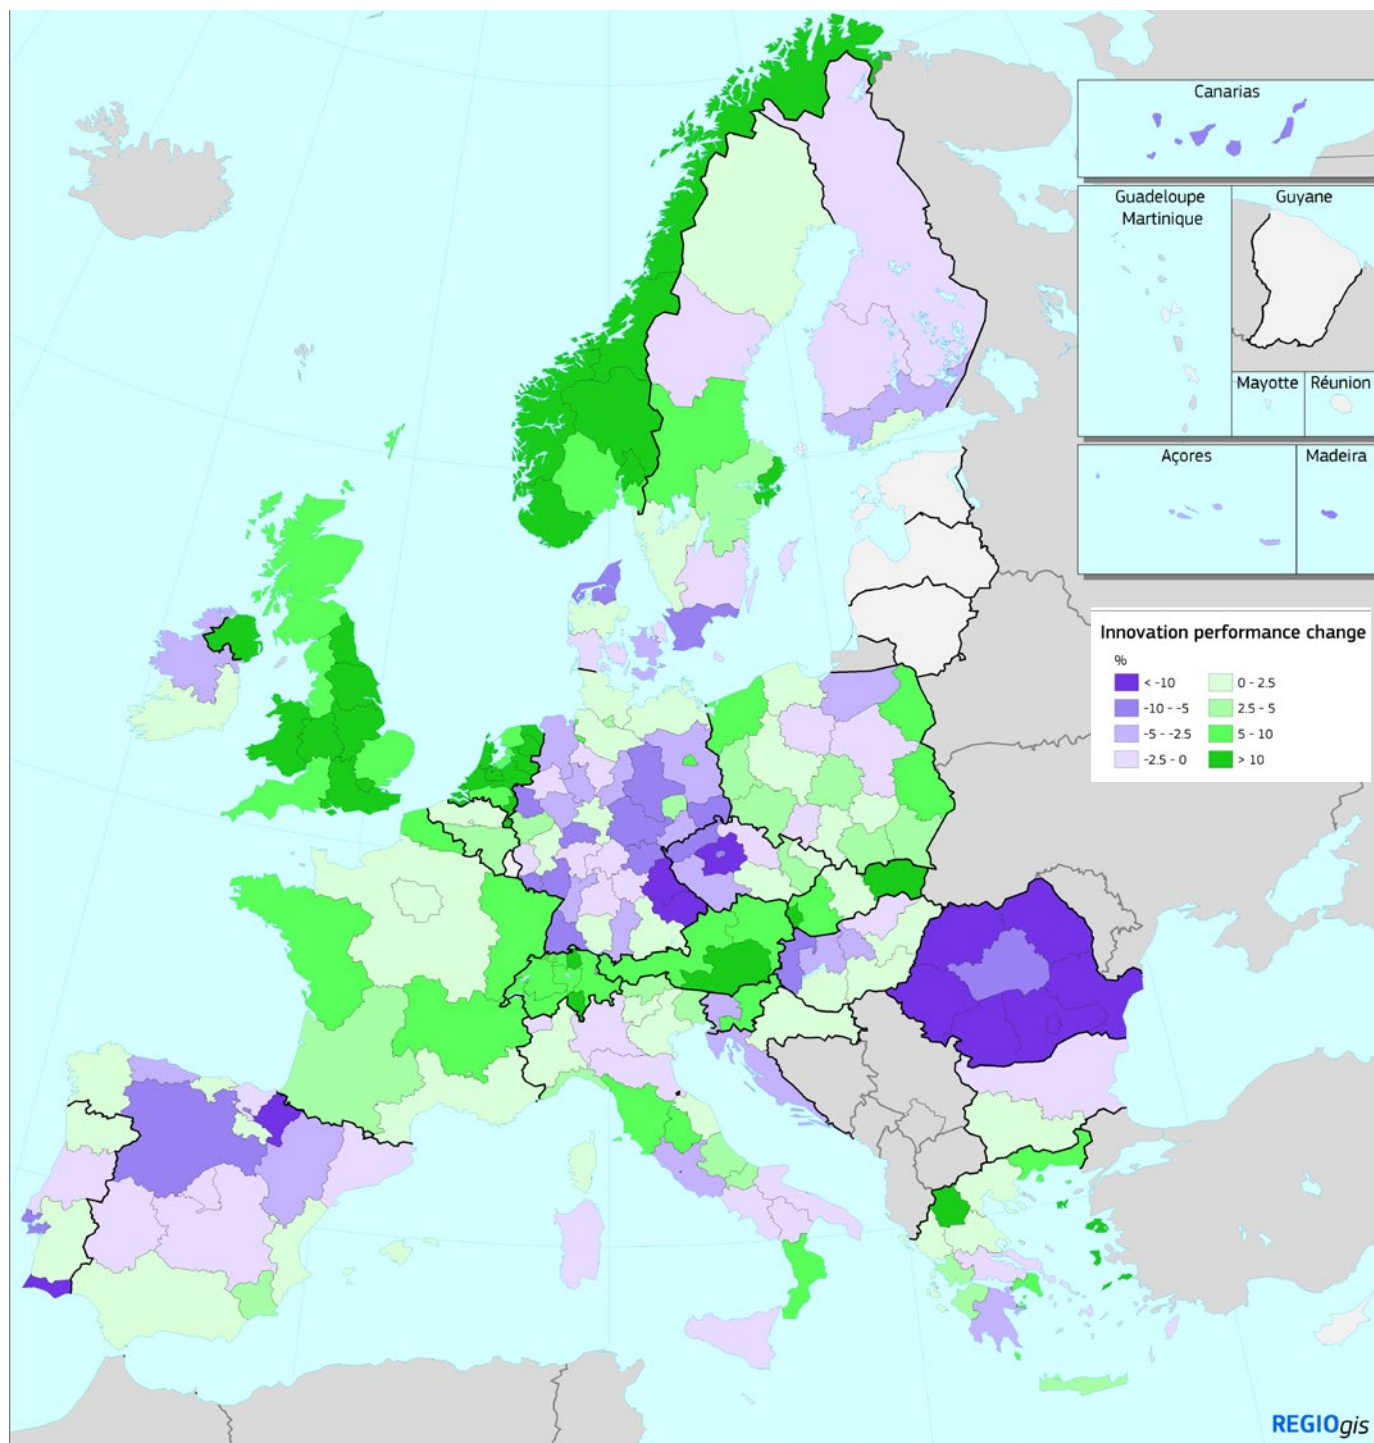 Canarias
Guadeloupe
Martinique
Guyane
Mayotte
Réunion
Açores
Madeira
Innovation performance change
%
< -10
-10 - -5
-5 - -2.5
-2.5 - 0
0 - 2.5
2.5 - 5
5 - 10
> 10
REGIOgis